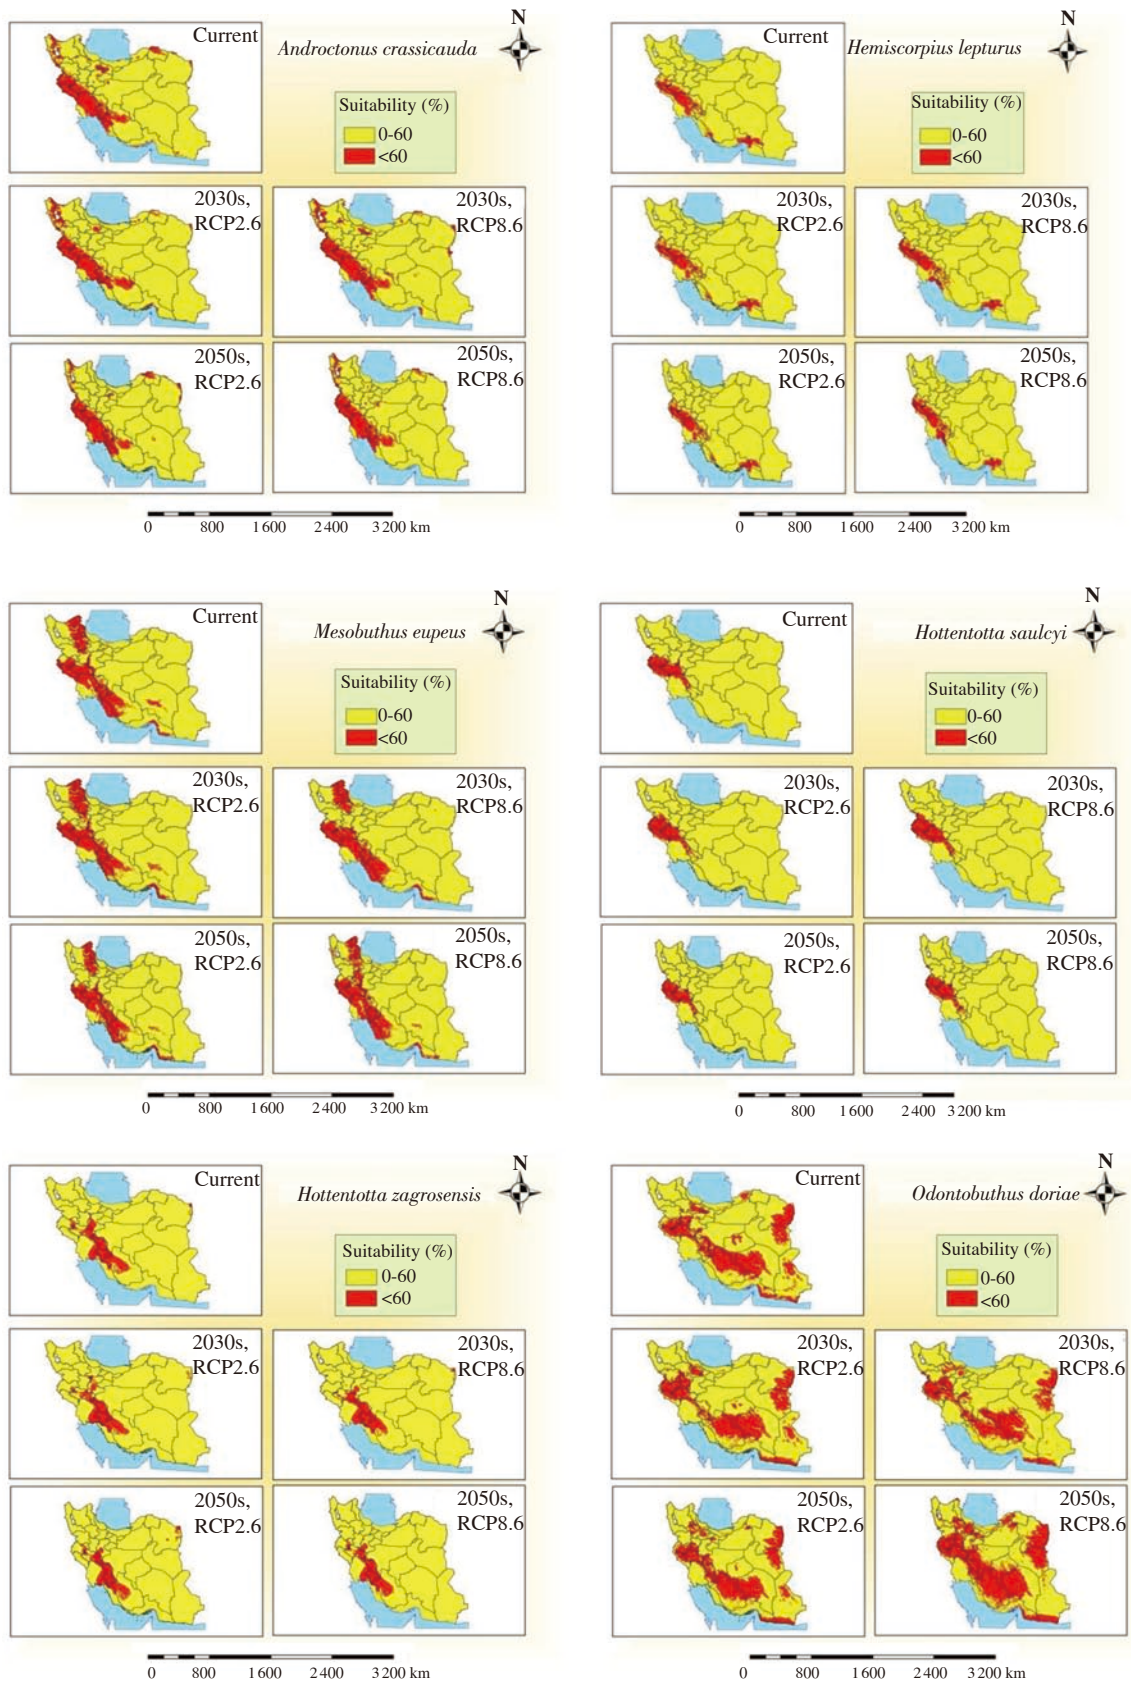 Current
Androctonus crassicauda
N
Suitability (%)
0-60
<60
2030s,
RCP2.6
2030s,
RCP8.6
2050s,
RCP2.6
2050s,
RCP8.6
0 800 1600 2400 3200 km
Current
Hemiscorpius lepturus
N
Suitability (%)
0-60
<60
2030s,
RCP2.6
2030s,
RCP8.6
2050s,
RCP2.6
2050s,
RCP8.6
0 800 1600 2400 3200 km
Current
Mesobuthus eupeus
N
Suitability (%)
0-60
<60
2030s,
RCP2.6
2030s,
RCP8.6
2050s,
RCP2.6
2050s,
RCP8.6
0 800 1600 2400 3200 km
Current
Hottentotta saulcyi
N
Suitability (%)
0-60
<60
2030s,
RCP2.6
2030s,
RCP8.6
2050s,
RCP2.6
2050s,
RCP8.6
0 800 1600 2400 3200 km
Current
Hottentotta zagrosensis
N
Suitability (%)
0-60
<60
2030s,
RCP2.6
2030s,
RCP8.6
2050s,
RCP2.6
2050s,
RCP8.6
0 800 1600 2400 3200 km
Current
Odontobuthus doriae
N
Suitability (%)
0-60
<60
2030s,
RCP2.6
2030s,
RCP8.6
2050s,
RCP2.6
2050s,
RCP8.6
0 800 1600 2400 3200 km